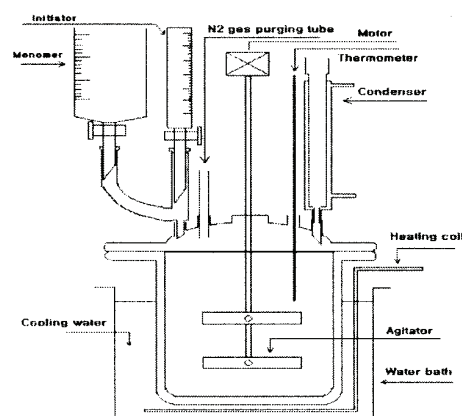 Initiator
N2 gas purging tube
Motor
Monomer
Thermometer
Condenser
Heating coil
Cooling water
Agitator
Water bath